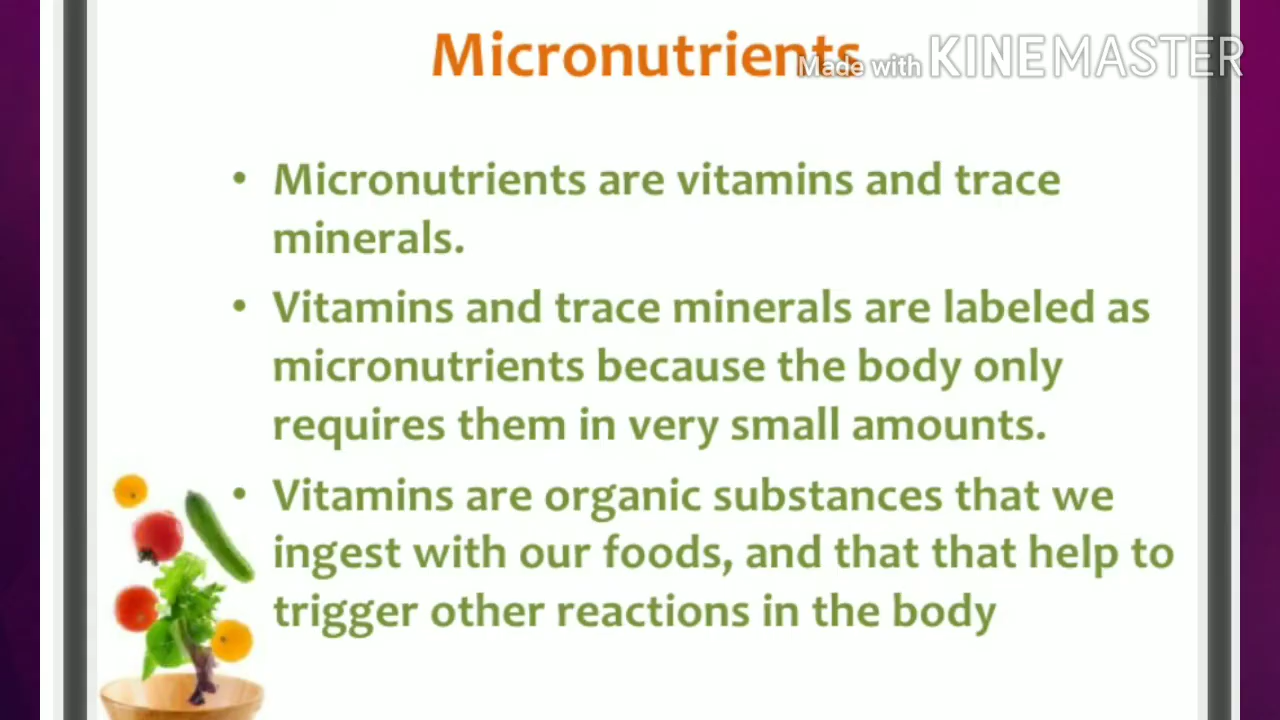 Micronutrients
Made with KINEMASTER
• Micronutrients are vitamins and trace
minerals.
• Vitamins and trace minerals are labeled as
micronutrients because the body only
requires them in very small amounts.
• Vitamins are organic substances that we
ingest with our foods, and that that help to
trigger other reactions in the body